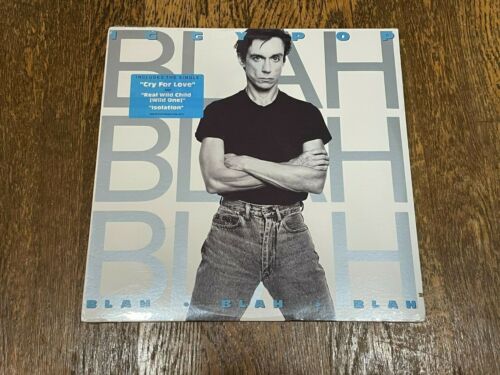 IGGY POP
BLAH
INCLUDES THE SINGLE
"Cry For Love"
"Real Wild Child
(Wild One)"
"Isolation"
BLAH
BLAH
BLAH • BLAH • BLAH